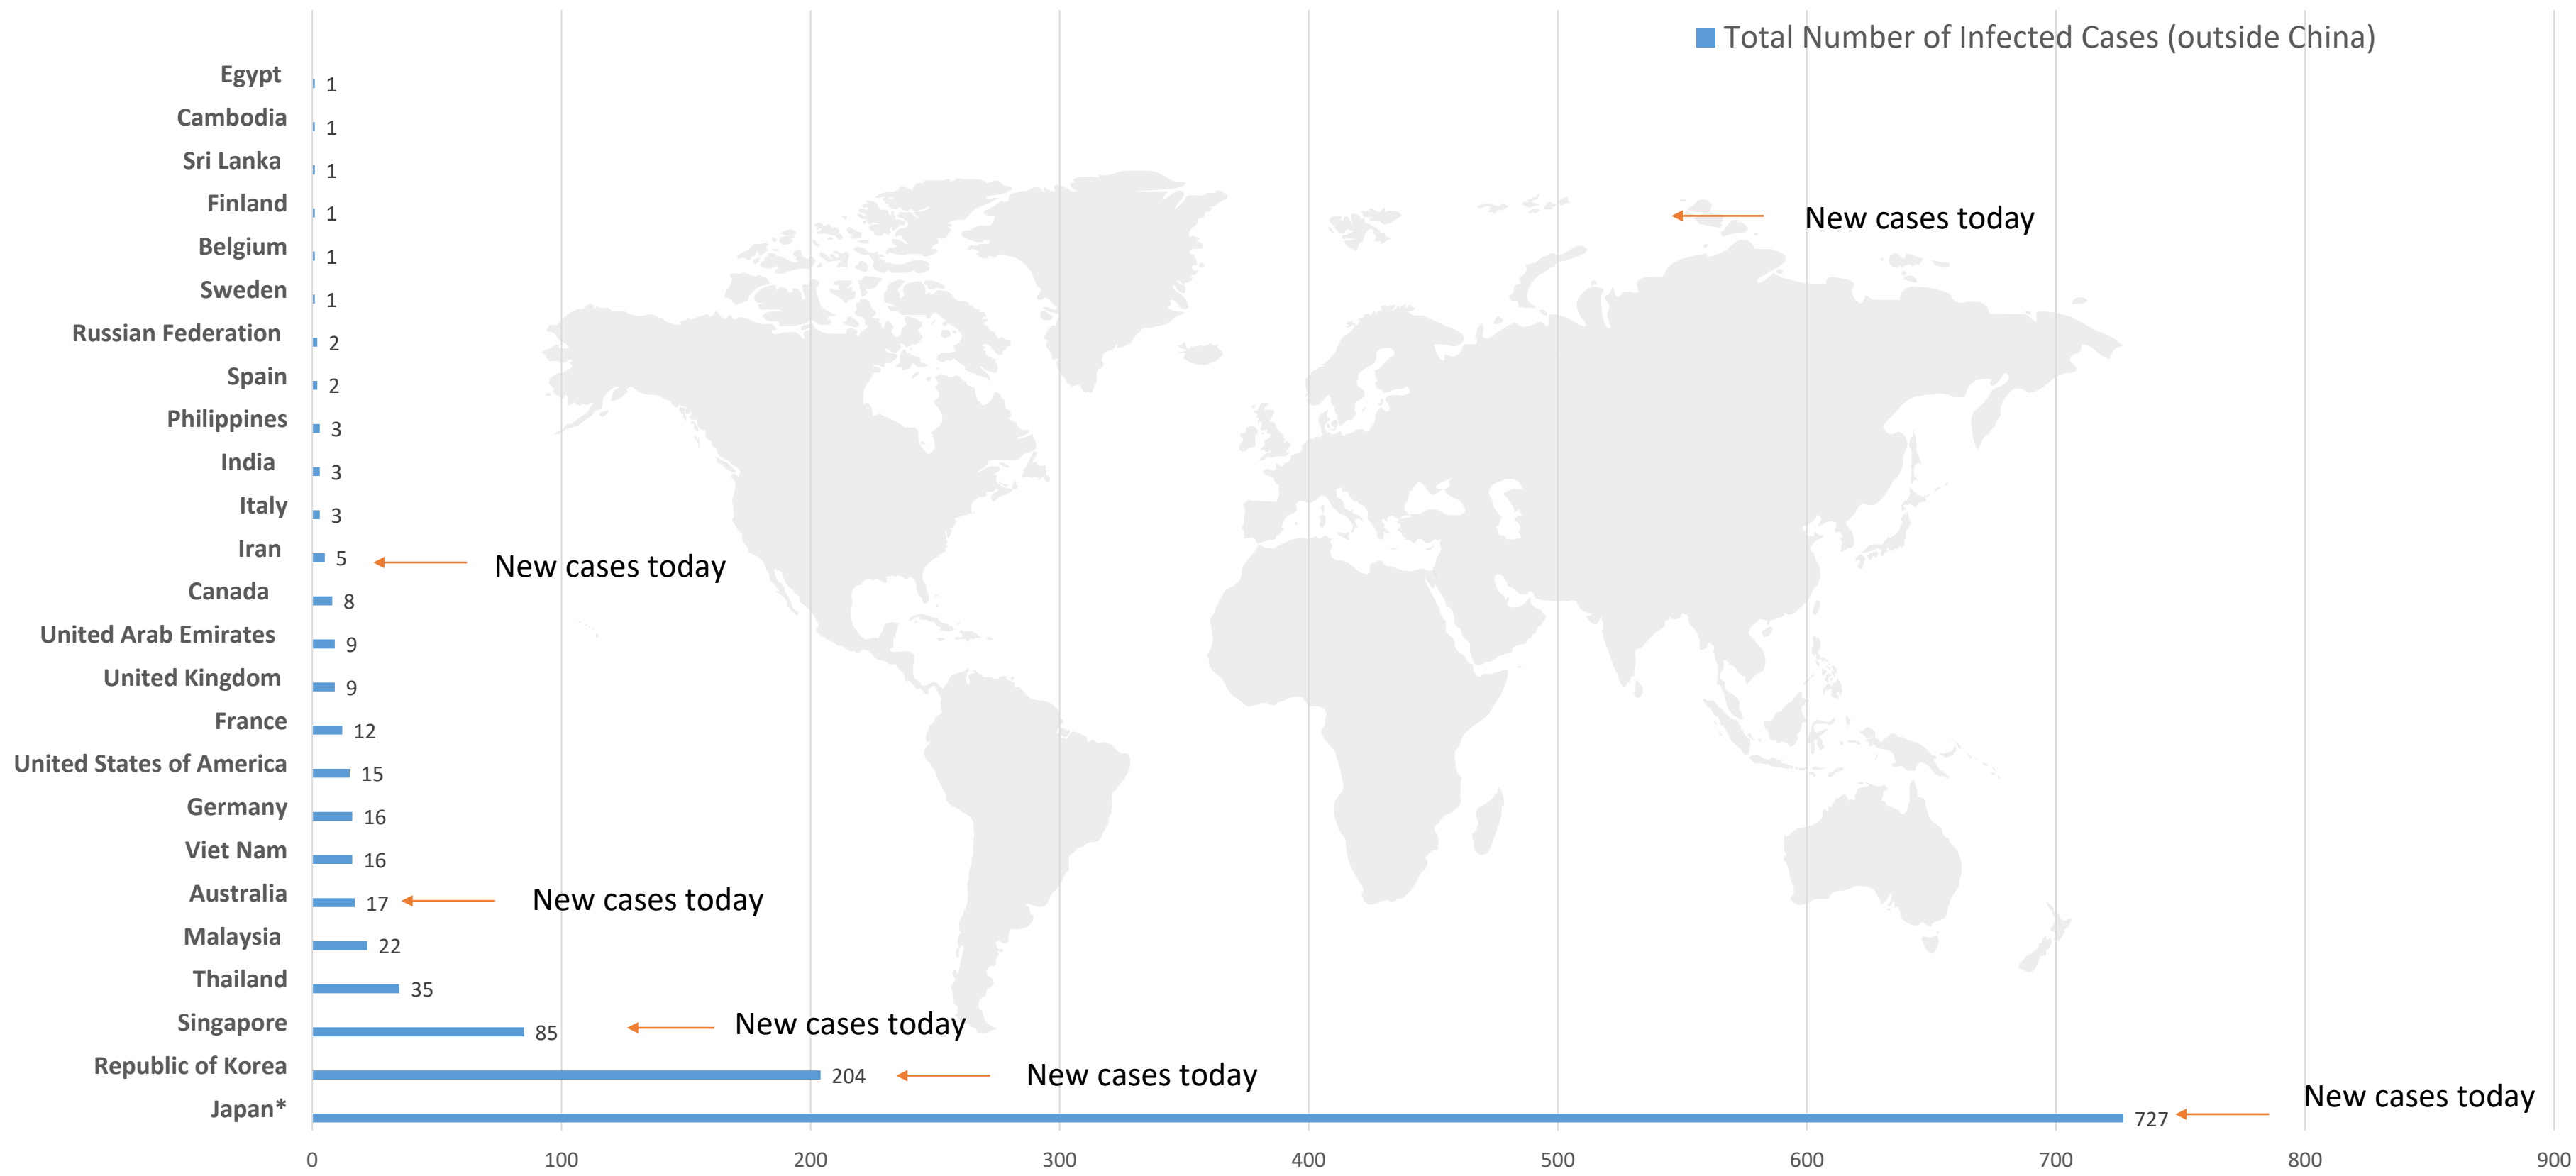 Total Number of Infected Cases (outside China)
Egypt 1
Cambodia 1
Sri Lanka 1
Finland 1
New cases today
Belgium 1
Sweden 1
Russian Federation 2
Spain 2
Philippines 3
India 3
Italy 3
Iran 5 New cases today
Canada 8
United Arab Emirates 9
United Kingdom 9
France 12
United States of America 15
Germany 16
Viet Nam 16
Australia 17 New cases today
Malaysia 22
Thailand 35
Singapore 85 New cases today
Republic of Korea 204 New cases today
Japan* 727 New cases today
0 100 200 300 400 500 600 700 800 900